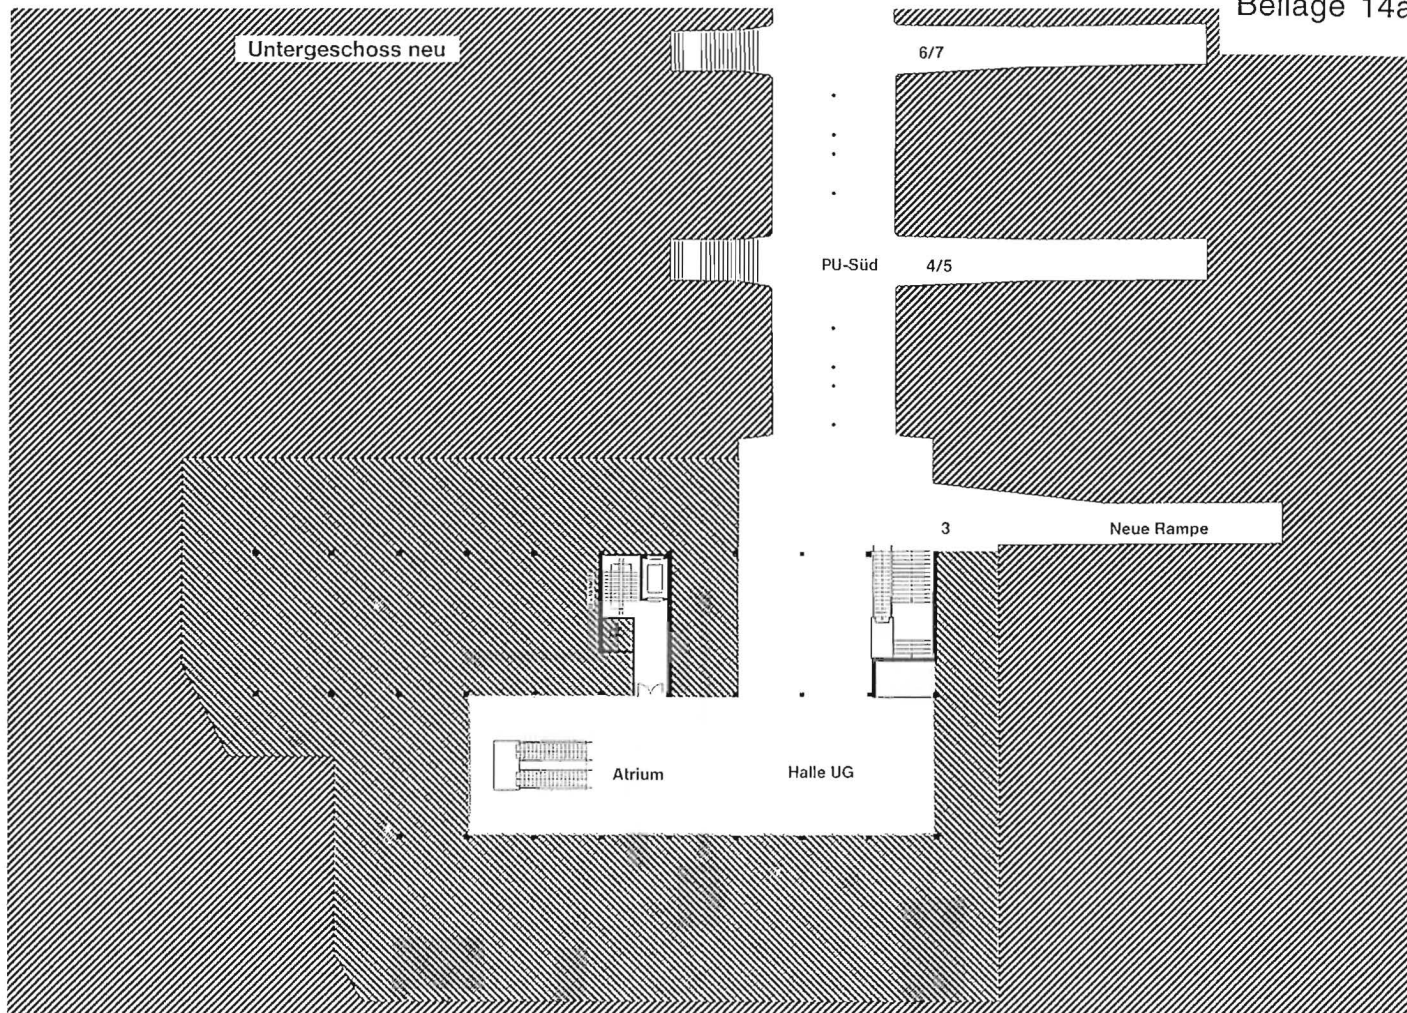 Beilage 14a
Untergeschoss neu
6/7
PU-Süd 4/5
3 Neue Rampe
Atrium Halle UG